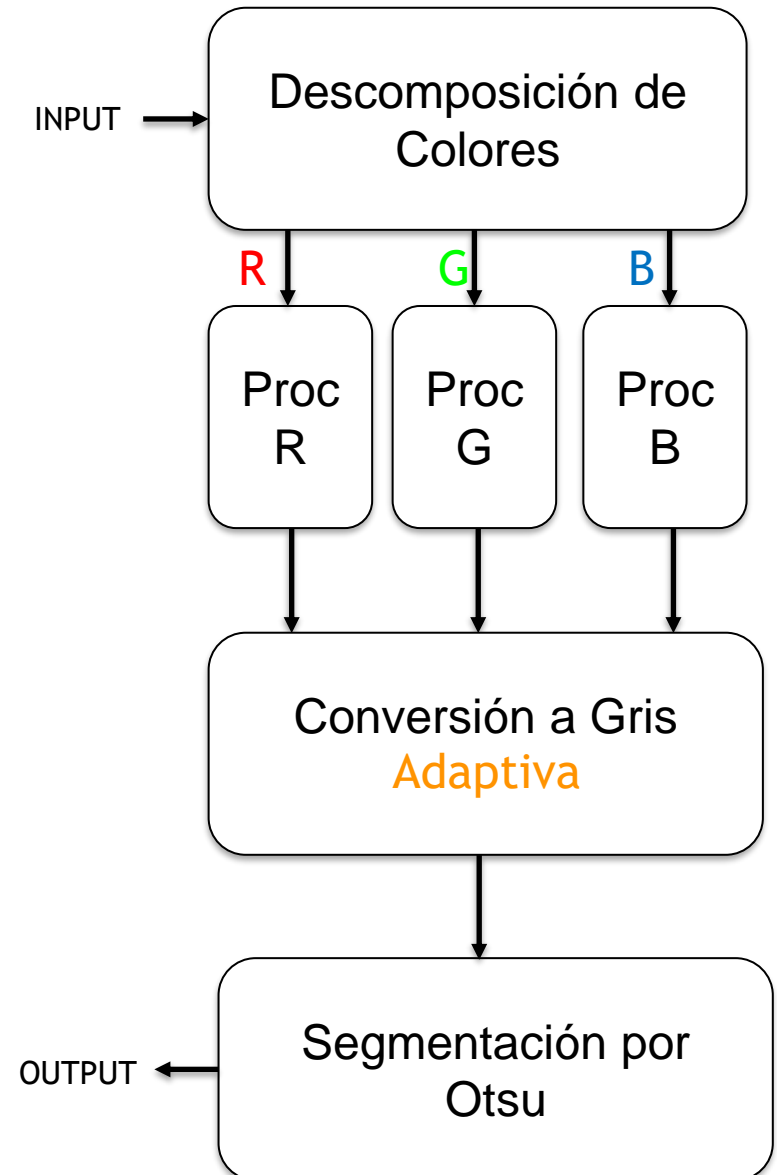 INPUT
Descomposición de
Colores
R
G
B
Proc
R
Proc
G
Proc
B
Conversión a Gris
Adaptiva
Segmentación por
Otsu
OUTPUT